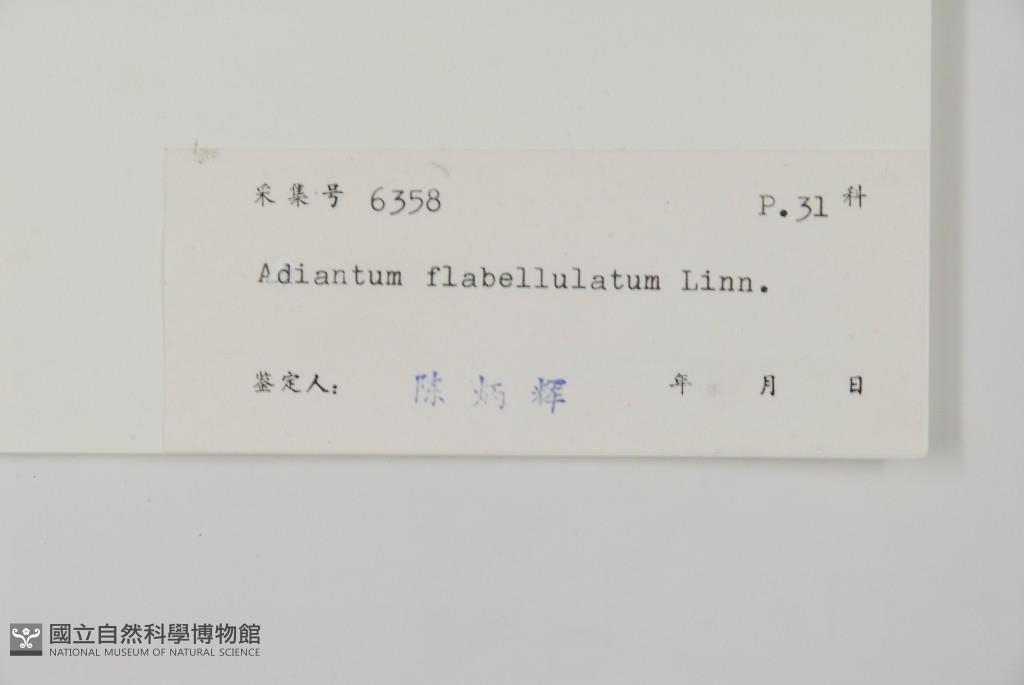 采集号 6358 P.31 科
Adiantum flabellulatum Linn.
鉴定人: 陈炳辉 年 月 日
國立自然科學博物館
NATIONAL MUSEUM OF NATURAL SCIENCE